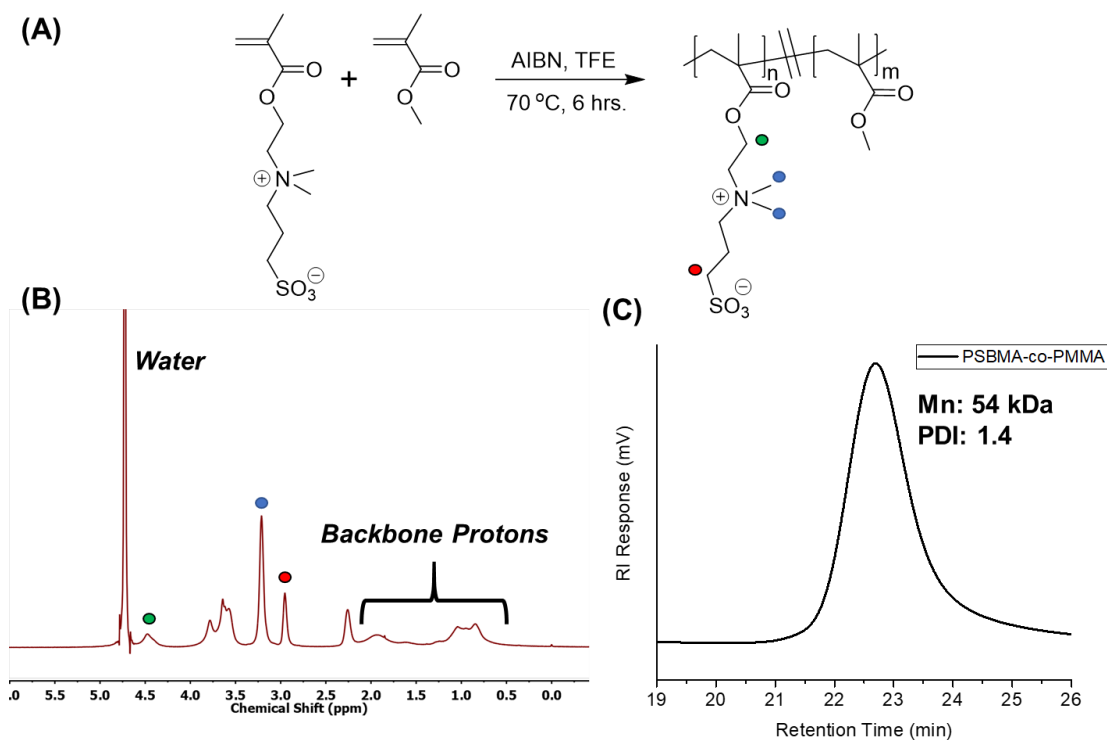 (A)
O
O
N
+
SO3
−
+
O
O
AIBN, TFE
70 °C, 6 hrs.
n
m
O
O
O
O
N
+
SO3
−
(B)
Water
Backbone Protons
.0 5.5 5.0 4.5 4.0 3.5 3.0 2.5 2.0 1.5 1.0 0.5 0.0
Chemical Shift (ppm)
(C)
PSBMA-co-PMMA
Mn: 54 kDa
PDI: 1.4
RI Response (mV)
19 20 21 22 23 24 25 26
Retention Time (min)